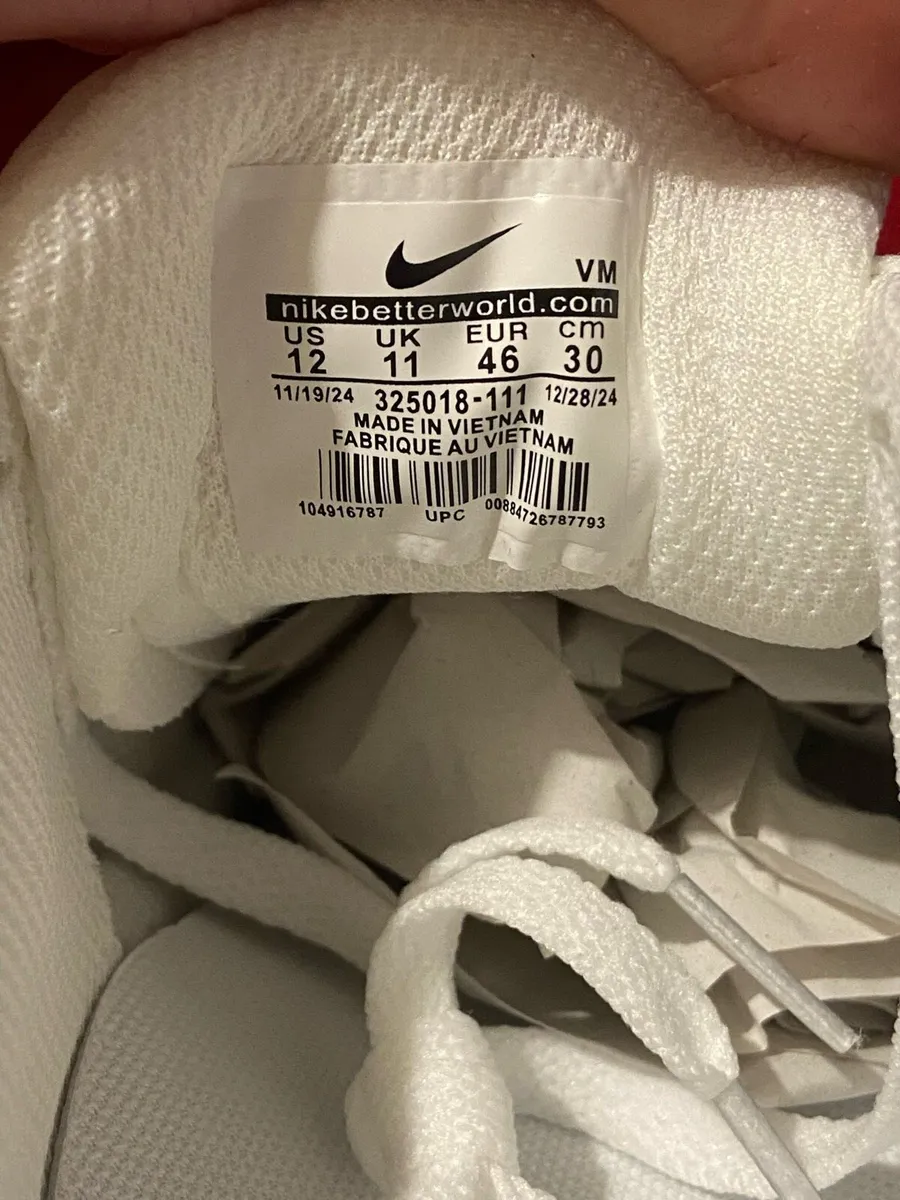 VM
nikebetterworld.com
US UK EUR cm
12 11 46 30
11/19/24 325018-111 12/28/24
MADE IN VIETNAM
FABRIQUE AU VIETNAM
104916787 UPC 00884726787793